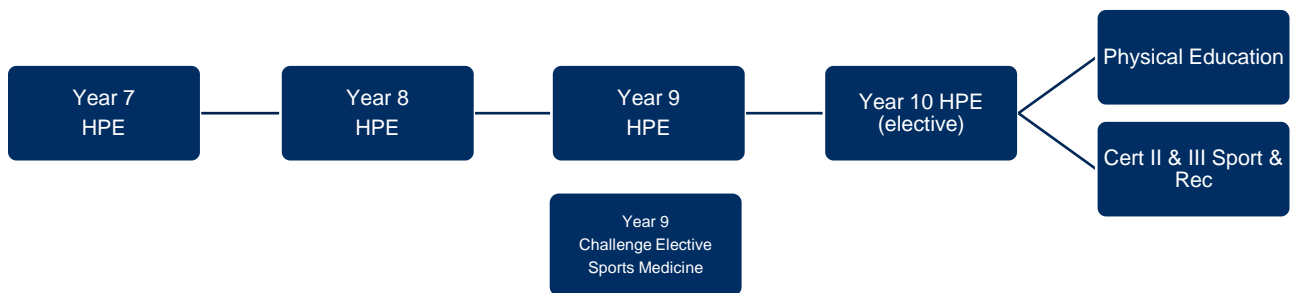 Year 7
HPE
Year 8
HPE
Year 9
HPE
Year 10 HPE
(elective)
Physical Education
Cert II & III Sport &
Rec
Year 9
Challenge Elective
Sports Medicine